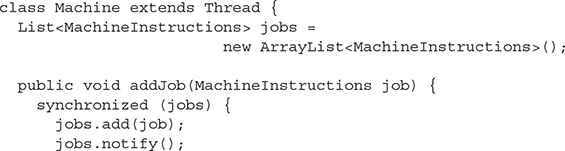 class Machine extends Thread {
  List<MachineInstructions> jobs =
                     new ArrayList<MachineInstructions>();

  public void addJob(MachineInstructions job) {
    synchronized (jobs) {
      jobs.add(job);
      jobs.notify();